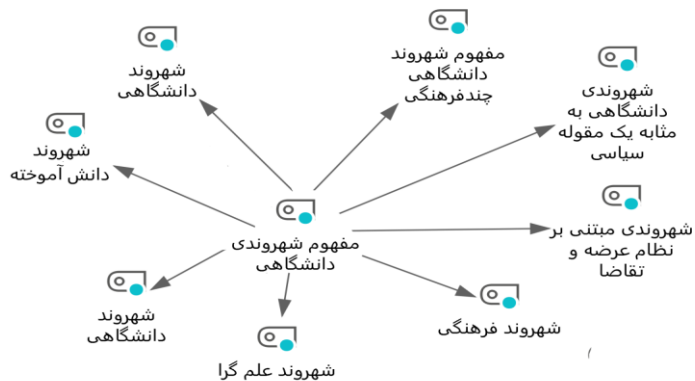 مفهوم شهروند
دانشگاهی
چندفرهنگی
شهروند
دانشگاهی
شهروندی
دانشگاهی به
مثابه یک مقوله
سیاسی
شهروند
دانش آموخته
شهروندی مبتنی بر
نظام عرضه و
تقاضا
مفهوم شهروندی
دانشگاهی
شهروند
دانشگاهی
شهروند فرهنگی
شهروند علم گرا